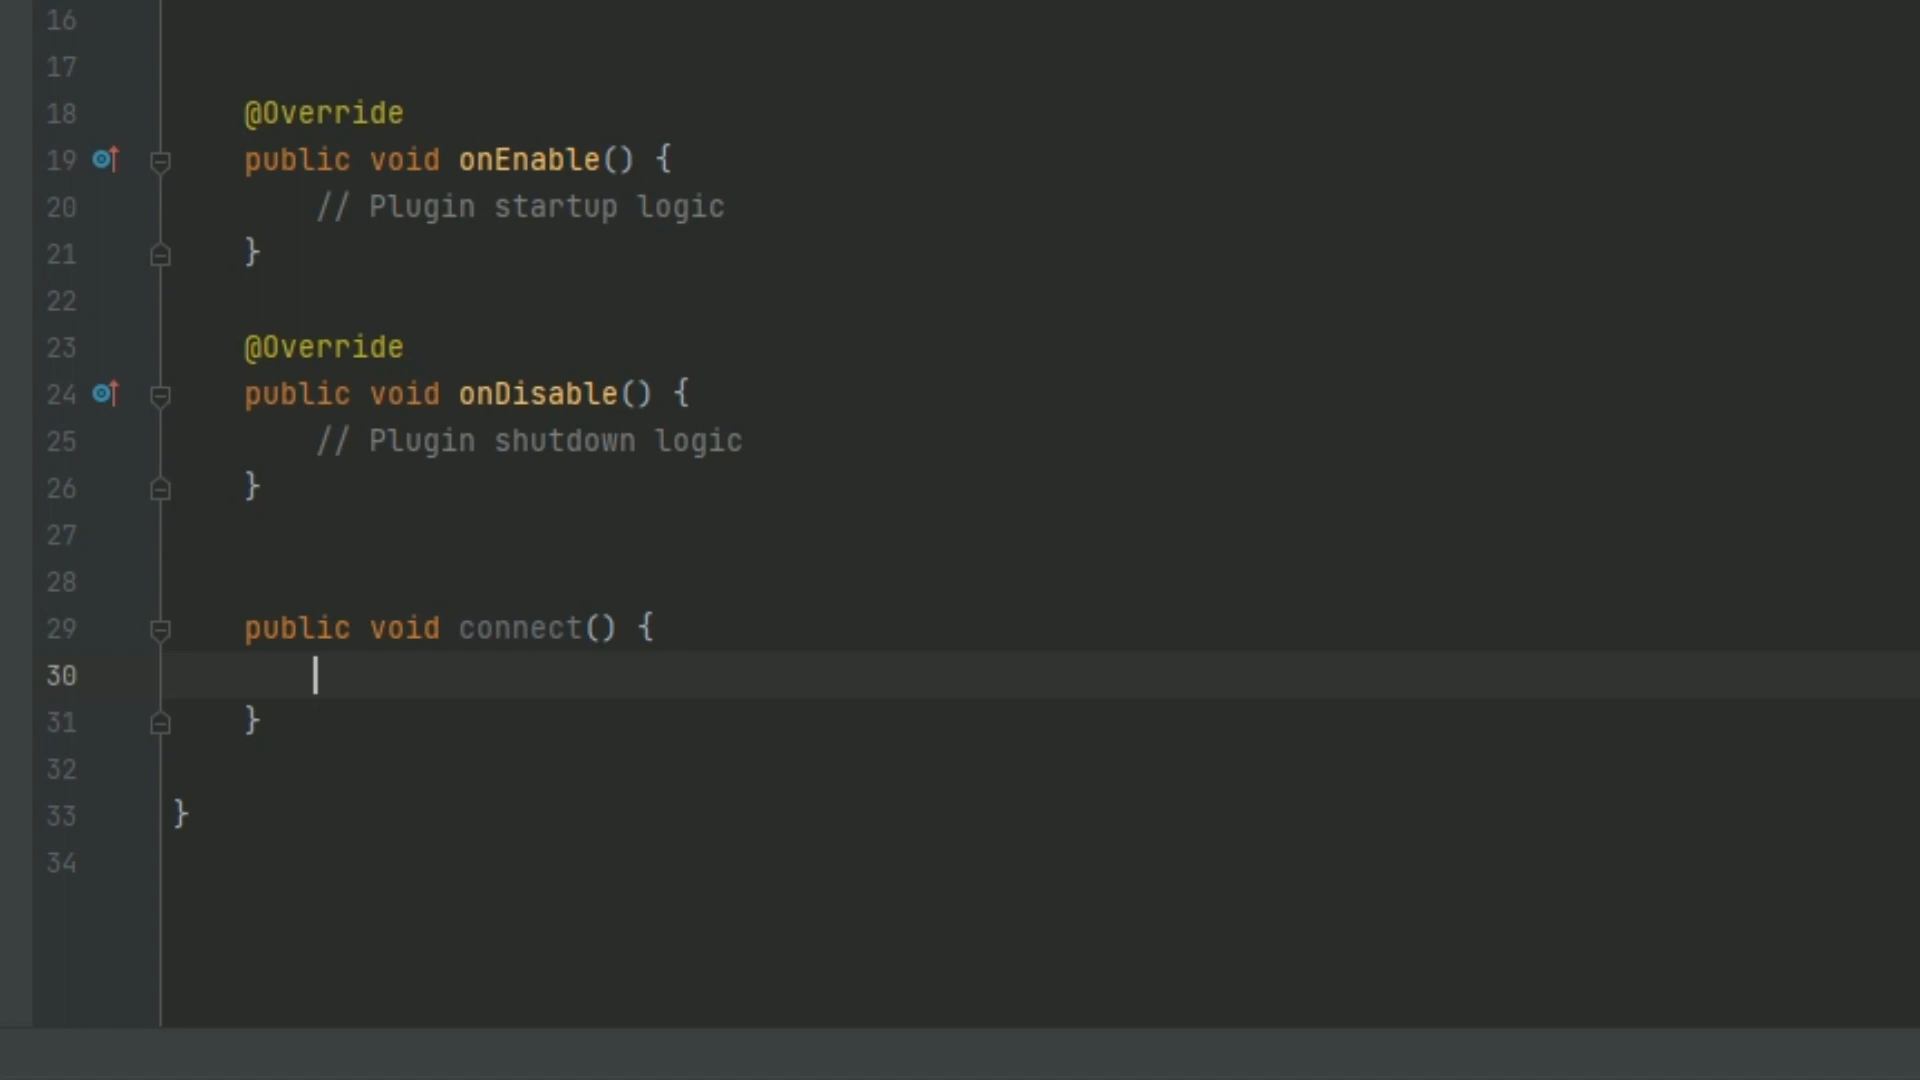 16
17
18 @Override
19 public void onEnable() {
20 // Plugin startup logic
21 }
22
23 @Override
24 public void onDisable() {
25 // Plugin shutdown logic
26 }
27
28
29 public void connect() {
30
31 }
32
33 }
34